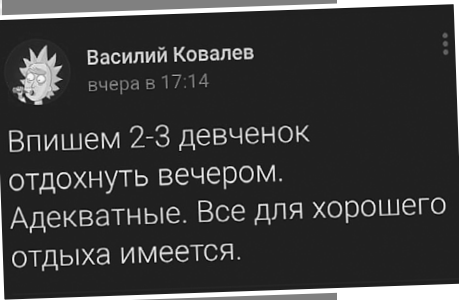 Василий Ковалев
вчера в 17:14
Впишем 2-3 девченок
отдохнуть вечером.
Адекватные. Все для хорошего
отдыха имеется.